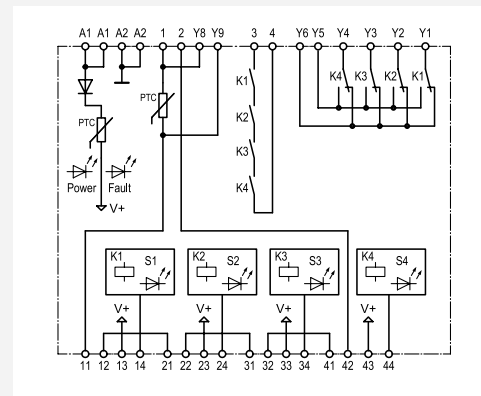 A1 A1 A2 A2 1 2 Y8 Y9 3 4 Y6 Y5 Y4 Y3 Y2 Y1
K4 K3 K2 K1
K1
PTC
K2
PTC
K3
K4
Power Fault
V+
K1 S1 K2 S2 K3 S3 K4 S4
V+ V+ V+ V+
11 12 13 14 21 22 23 24 31 32 33 34 41 42 43 44